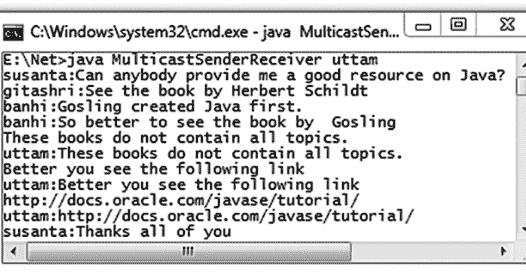 C:\Windows\system32\cmd.exe - java MulticastSen...
E:\Net>java MulticastSenderReceiver uttam
susanta:Can anybody provide me a good resource on Java?
gitashri:See the book by Herbert Schildt
banhi:Gosling created Java first.
banhi:So better to see the book by  Gosling
These books do not contain all topics.
uttam:These books do not contain all topics.
Better you see the following link
uttam:Better you see the following link
http://docs.oracle.com/javase/tutorial/
uttam:http://docs.oracle.com/javase/tutorial/
susanta:Thanks all of you